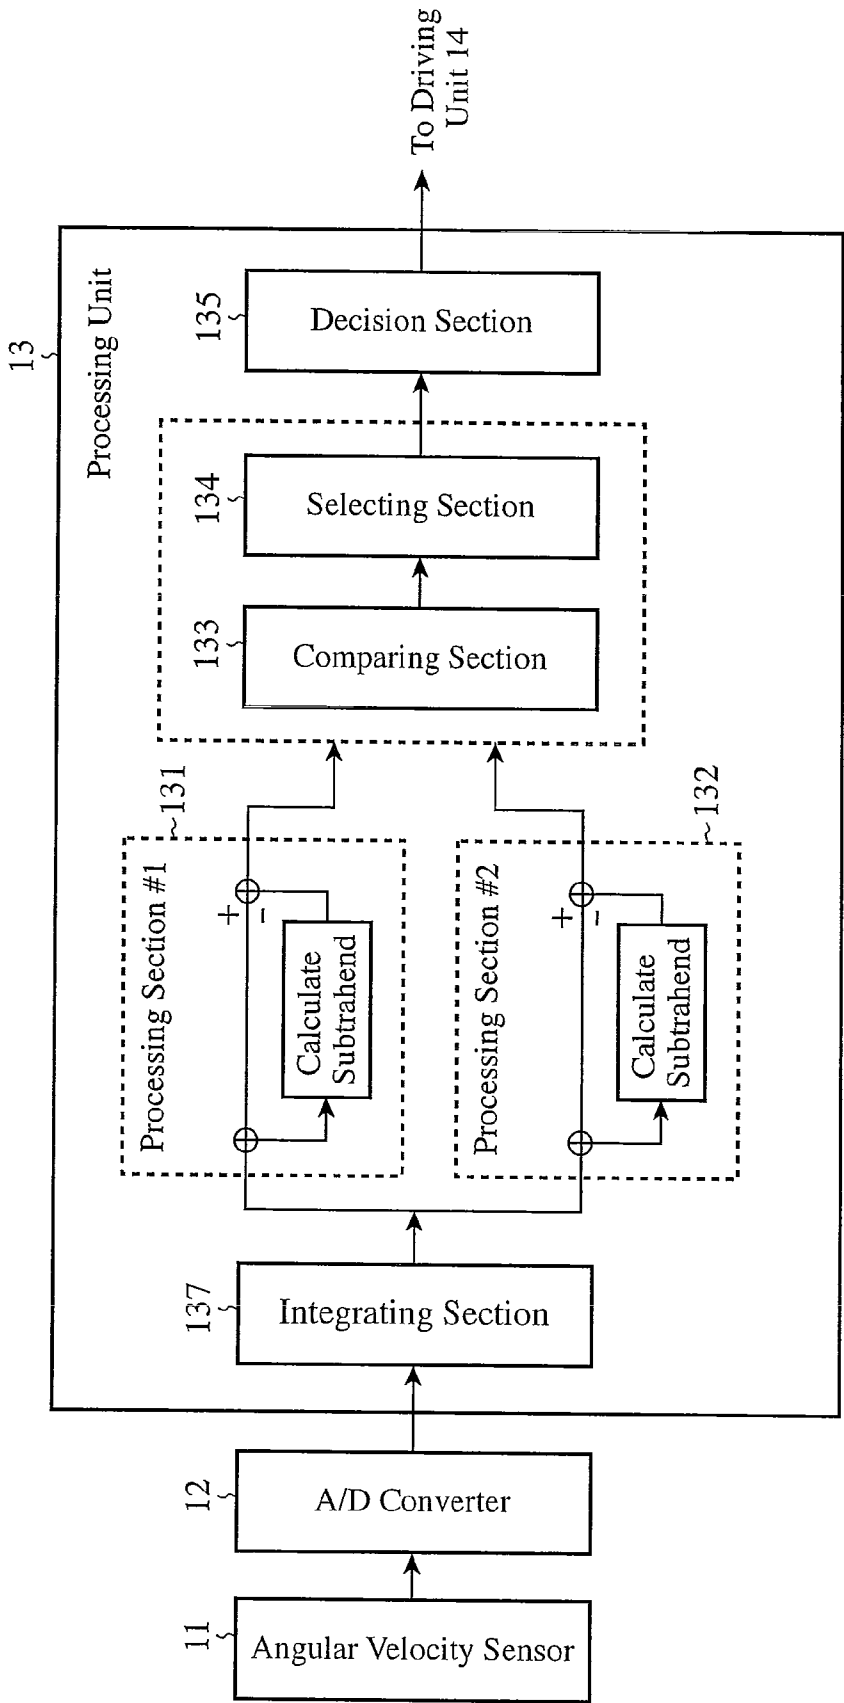 13
Processing Unit
11
Angular Velocity Sensor
12
A/D Converter
137
Integrating Section
Processing Section #1
131
+
−
Calculate
Subtrahend
Processing Section #2
132
+
−
Calculate
Subtrahend
133
Comparing Section
134
Selecting Section
135
Decision Section
To Driving
Unit 14